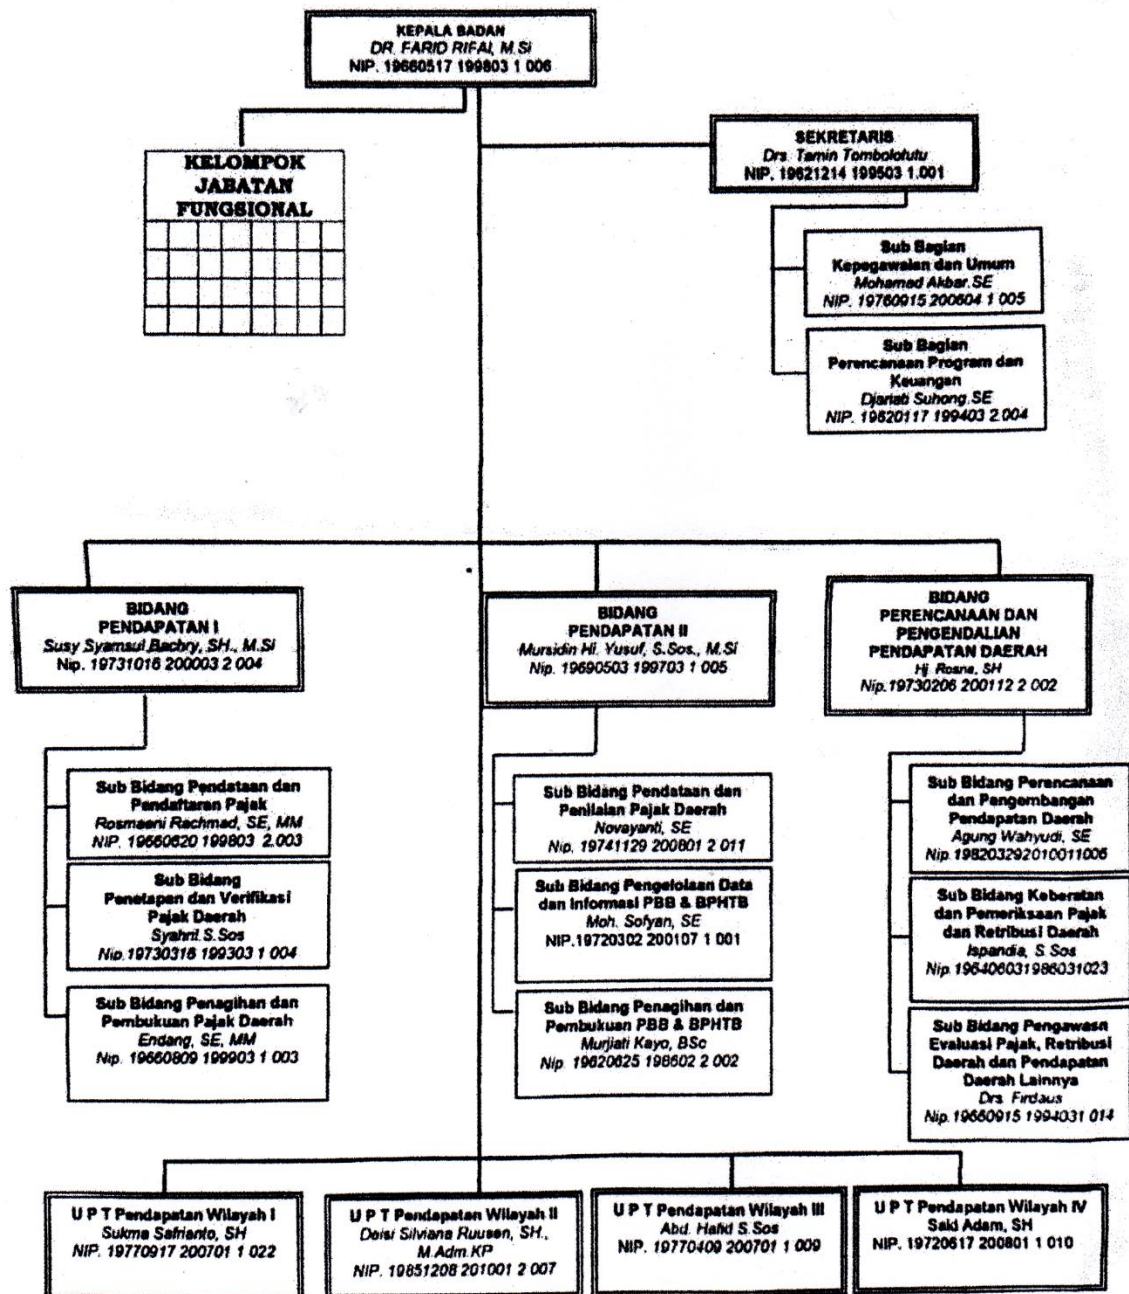 KEPALA BADAN
DR. FARID RIFAI, M.Si
NIP. 19660517 199803 1 006
KELOMPOK
JABATAN
FUNGSIONAL
SEKRETARIS
Drs. Tamin Tombolotutu
NIP. 19621214 199503 1.001
Sub Bagian
Kepegawaian dan Umum
Mohamad Akbar.SE
NIP. 19760915 200604 1 005
Sub Bagian
Perencanaan Program dan
Keuangan
Djariati Suhong.SE
NIP. 19620117 199403 2.004
BIDANG
PENDAPATAN I
Susy Syamsul Bachry, SH., M.Si
Nip. 19731016 200003 2 004
BIDANG
PENDAPATAN II
Mursidin Hi. Yusuf, S.Sos., M.Si
Nip. 19690503 199703 1 005
BIDANG
PERENCANAAN DAN
PENGENDALIAN
PENDAPATAN DAERAH
Hj. Rosna, SH
Nip.19730206 200112 2 002
Sub Bidang Pendataan dan
Pendaftaran Pajak
Rosmaeni Rachmad, SE, MM
NIP. 19660620 199803 2.003
Sub Bidang
Penetapan dan Verifikasi
Pajak Daerah
Syahril.S.Sos
Nip.19730316 199303 1 004
Sub Bidang Penagihan dan
Pembukuan Pajak Daerah
Endang, SE, MM
Nip. 19660809 199903 1 003
Sub Bidang Pendataan dan
Penilaian Pajak Daerah
Novayanti, SE
Nip. 19741129 200801 2 011
Sub Bidang Pengelolaan Data
dan Informasi PBB & BPHTB
Moh. Sofyan, SE
NIP.19720302 200107 1 001
Sub Bidang Penagihan dan
Pembukuan PBB & BPHTB
Murjiati Kayo, BSc
Nip. 19620625 198602 2 002
Sub Bidang Perencanaan
dan Pengembangan
Pendapatan Daerah
Agung Wahyudi, SE
Nip.198203292010011006
Sub Bidang Keberatan
dan Pemeriksaan Pajak
dan Retribusi Daerah
Ispandia, S.Sos
Nip.196406031986031023
Sub Bidang Pengawasn
Evaluasi Pajak, Retribusi
Daerah dan Pendapatan
Daerah Lainnya
Drs. Firdaus
Nip.19660915 1994031 014
U P T Pendapatan Wilayah I
Sukma Safrianto, SH
NIP. 19770917 200701 1 022
U P T Pendapatan Wilayah II
Deisi Silviana Ruusen, SH.,
M.Adm.KP
NIP. 19851208 201001 2 007
U P T Pendapatan Wilayah III
Abd. Hafid S.Sos
NIP. 19770409 200701 1 009
U P T Pendapatan Wilayah IV
Saki Adam, SH
NIP. 19720617 200801 1 010